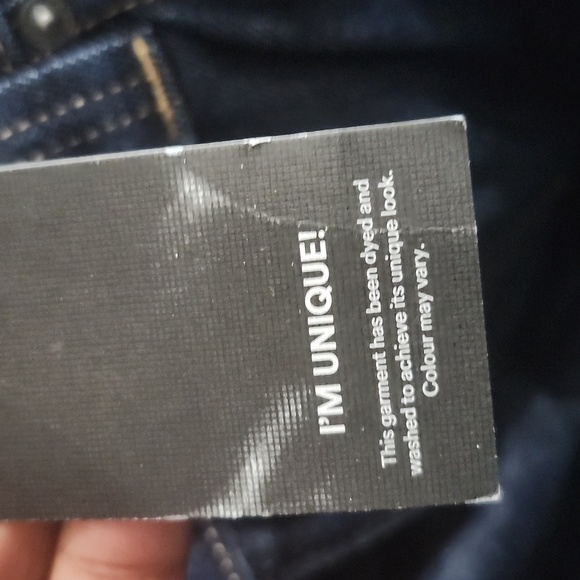 I'M UNIQUE!
This garment has been dyed and
washed to achieve its unique look.
Colour may vary.